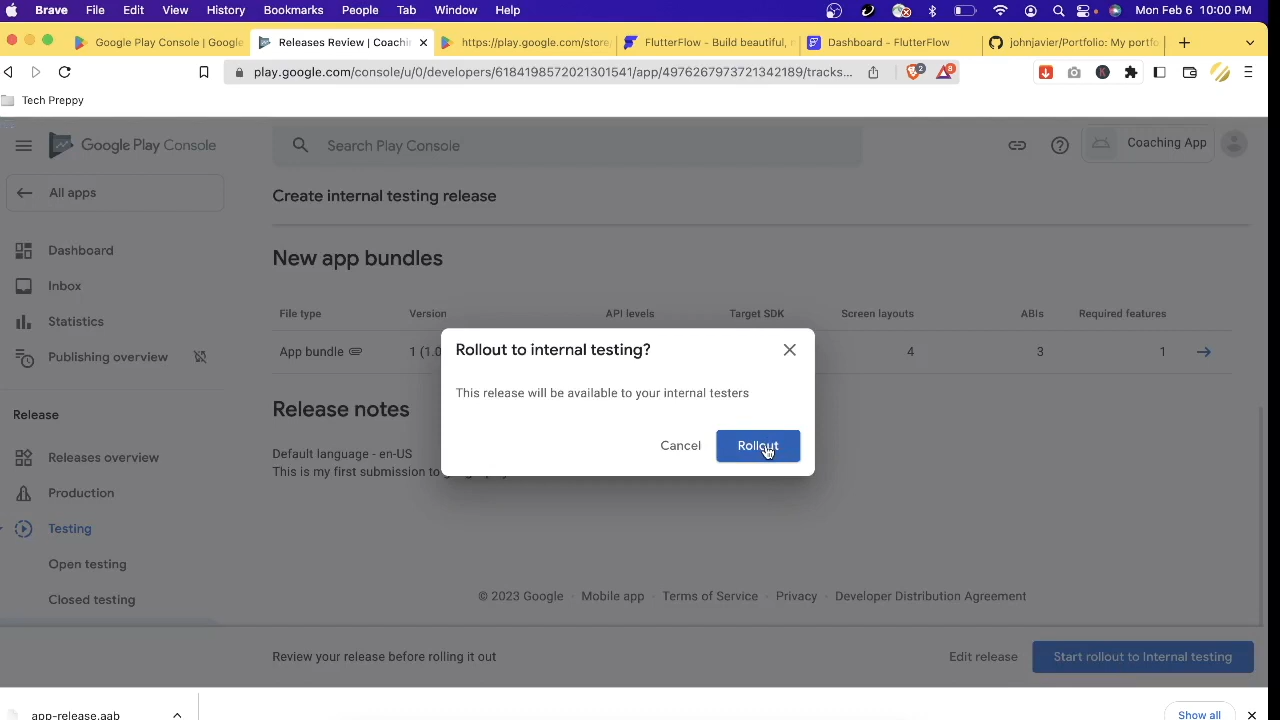 Brave File Edit View History Bookmarks People Tab Window Help Mon Feb 6 10:00 PM
Google Play Console | Google Releases Review | Coachi https://play.google.com/store FlutterFlow - Build beautiful, Dashboard - FlutterFlow johnjavier/Portfolio: My portfo
play.google.com/console/u/0/developers/6184198572021301541/app/4976267973721342189/tracks... 2 8 K
Tech Preppy
Google Play Console
Search Play Console
Coaching App
All apps
Create internal testing release
Dashboard
New app bundles
Inbox
File type Version API levels Target SDK Screen layouts ABIs Required features
Statistics
App bundle 1 (1.0 4 3 1
Publishing overview
Rollout to internal testing?
This release will be available to your internal testers
Cancel Rollout
Release
Release notes
Releases overview
Default language - en-US
This is my first submission to
Production
Testing
Open testing
Closed testing
© 2023 Google · Mobile app · Terms of Service · Privacy · Developer Distribution Agreement
Review your release before rolling it out Edit release Start rollout to Internal testing
app-release.aab Show all